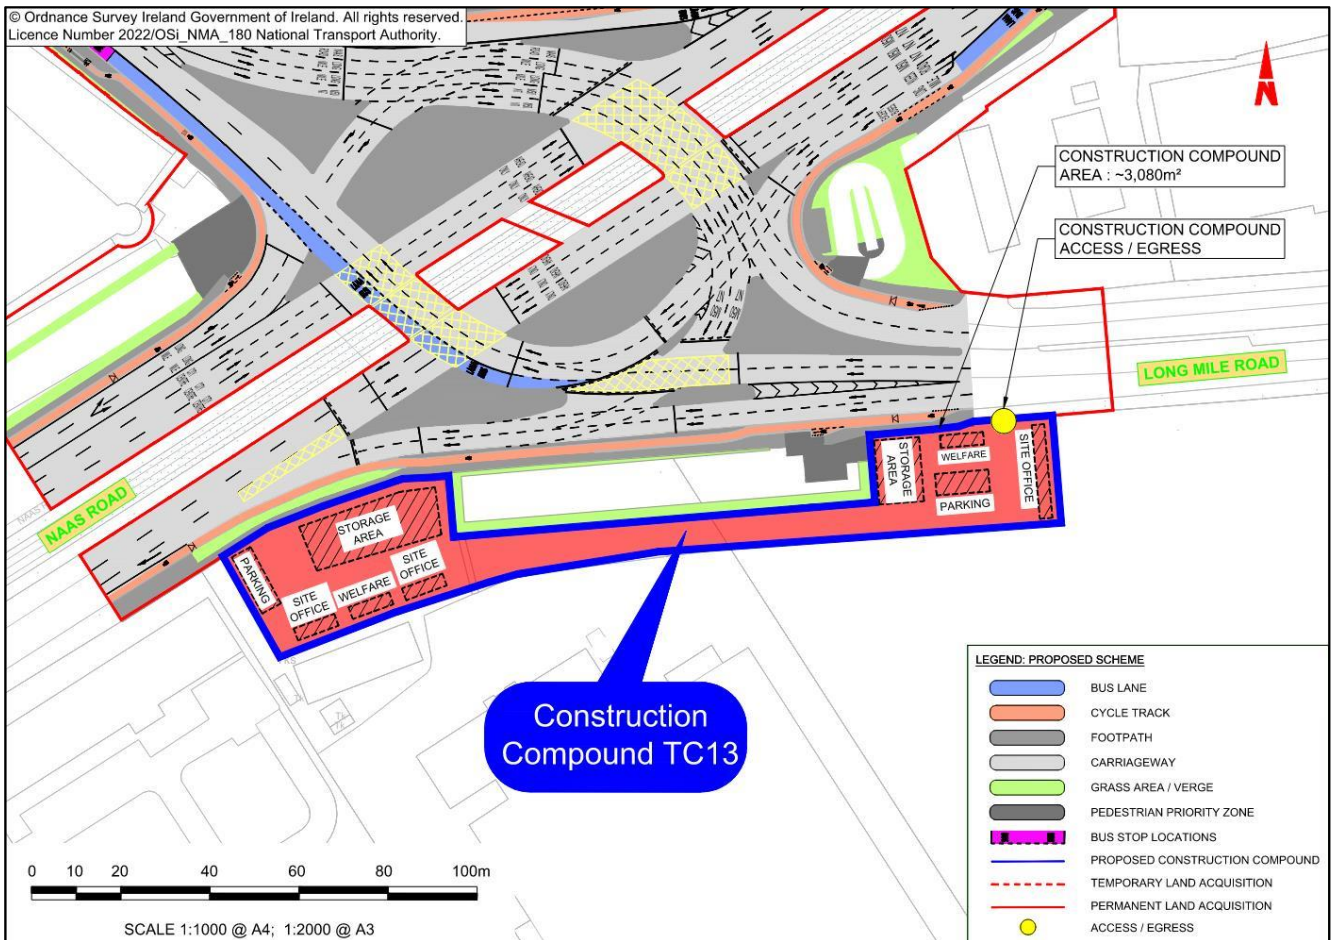 © Ordnance Survey Ireland Government of Ireland. All rights reserved.
Licence Number 2022/OSi_NMA_180 National Transport Authority.
N
CONSTRUCTION COMPOUND
AREA : ~3,080m²
CONSTRUCTION COMPOUND
ACCESS / EGRESS
LONG MILE ROAD
NAAS ROAD
STORAGE
AREA
WELFARE
PARKING
SITE OFFICE
STORAGE
AREA
PARKING
SITE
OFFICE
WELFARE
SITE
OFFICE
Construction
Compound TC13
LEGEND: PROPOSED SCHEME
BUS LANE
CYCLE TRACK
FOOTPATH
CARRIAGEWAY
GRASS AREA / VERGE
PEDESTRIAN PRIORITY ZONE
BUS STOP LOCATIONS
PROPOSED CONSTRUCTION COMPOUND
TEMPORARY LAND ACQUISITION
PERMANENT LAND ACQUISITION
ACCESS / EGRESS
0 10 20 40 60 80 100m
SCALE 1:1000 @ A4; 1:2000 @ A3